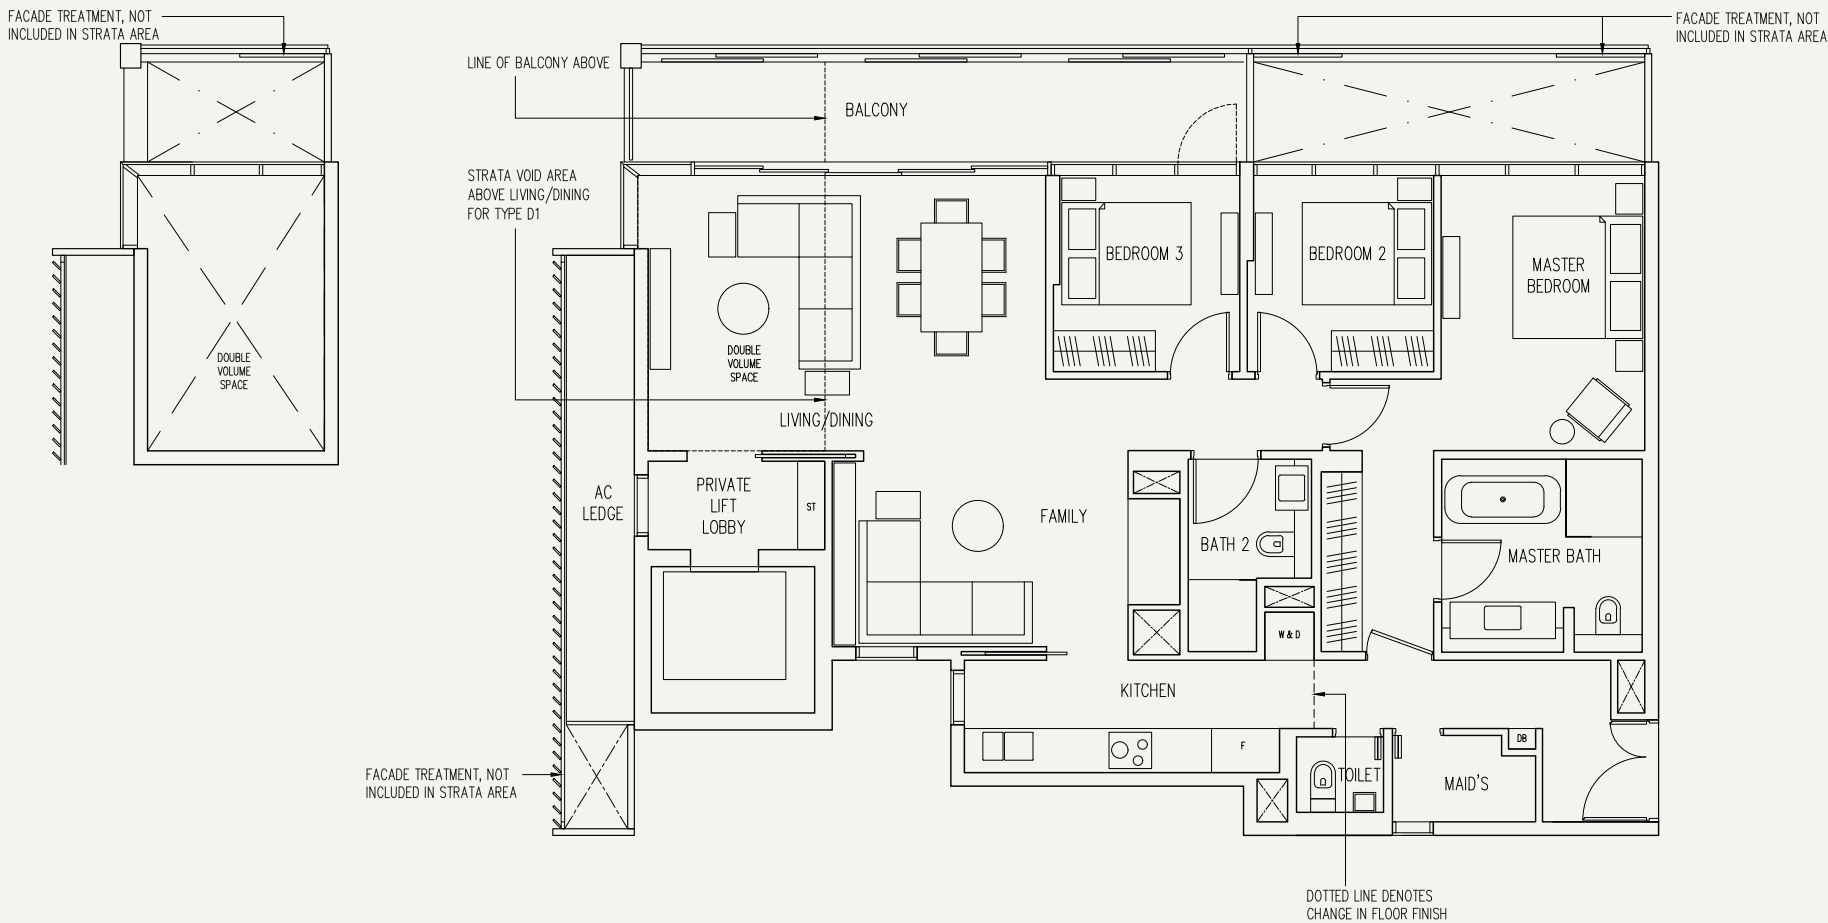 FACADE TREATMENT, NOT
INCLUDED IN STRATA AREA
FACADE TREATMENT, NOT
INCLUDED IN STRATA AREA
LINE OF BALCONY ABOVE
BALCONY
STRATA VOID AREA
ABOVE LIVING/DINING
FOR TYPE D1
BEDROOM 3
BEDROOM 2
MASTER
BEDROOM
DOUBLE
VOLUME
SPACE
DOUBLE
VOLUME
SPACE
LIVING/DINING
AC
LEDGE
PRIVATE
LIFT
LOBBY
ST
FAMILY
BATH 2
MASTER BATH
W & D
KITCHEN
F
DB
TOILET
MAID'S
FACADE TREATMENT, NOT
INCLUDED IN STRATA AREA
DOTTED LINE DENOTES
CHANGE IN FLOOR FINISH